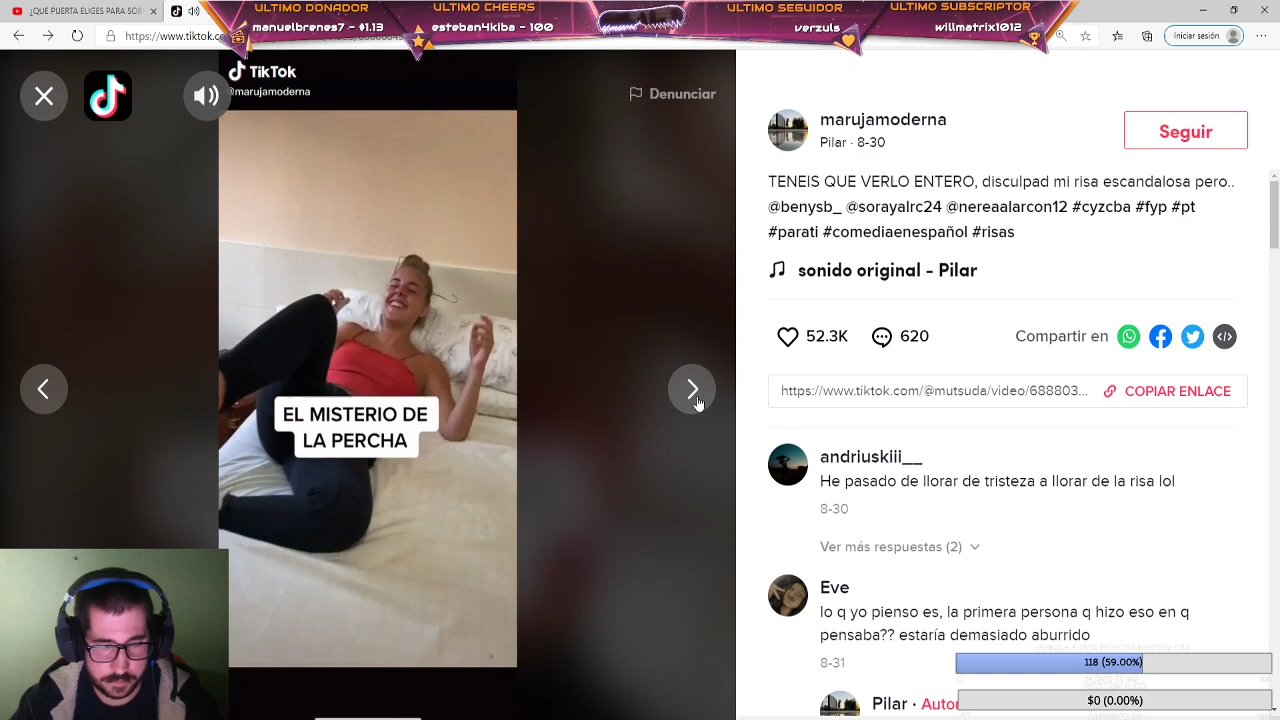 ¿QUÉ PUERTA ELIGES PARA SOB
ULTIMO DONADOR
manuelbrenes7 - $1.13
ULTIMO CHEERS
esteban4kiba - 100
ULTIMO SEGUIDOR
verzuls
ULTIMO SUBSCRIPTOR
willmatrix1012
https://www.tiktok.co
Iniciar sesión
TikTok
@marujamoderna
Denunciar
EL MISTERIO DE
LA PERCHA
marujamoderna
Pilar · 8-30
Seguir
TENEIS QUE VERLO ENTERO, disculpad mi risa escandalosa pero..
@benysb_ @sorayalrc24 @nereaalarcon12 #cyzcba #fyp #pt
#parati #comediaenespañol #risas
sonido original - Pilar
52.3K
620
Compartir en
https://www.tiktok.com/@mutsuda/video/688803...
COPIAR ENLACE
andriuskiii__
He pasado de llorar de tristeza a llorar de la risa lol
8-30
Ver más respuestas (2)
Eve
lo q yo pienso es, la primera persona q hizo eso en q
pensaba?? estaría demasiado aburrido
8-31
118 (59.00%)
Pilar · Autor
$0 (0.00%)